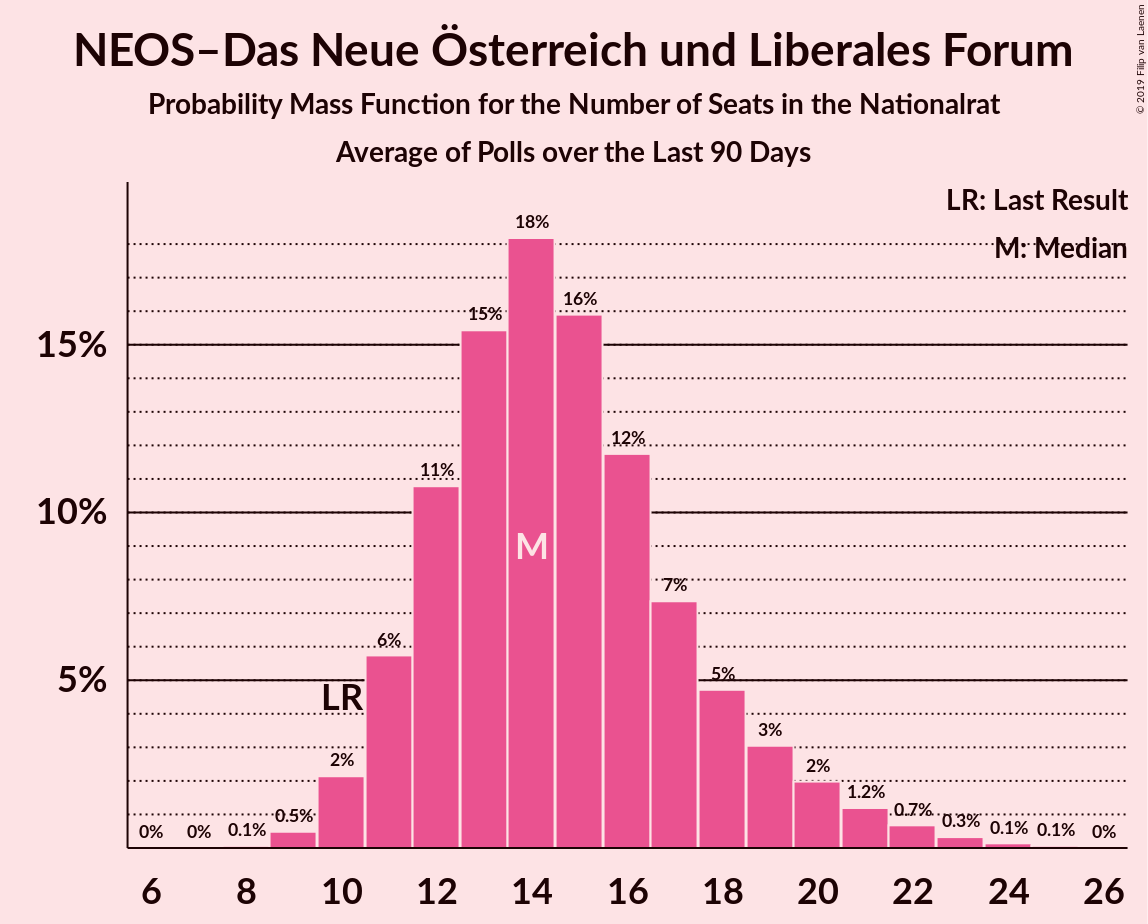 NEOS–Das Neue Österreich und Liberales Forum
Probability Mass Function for the Number of Seats in the Nationalrat
Average of Polls over the Last 90 Days
© 2019 Filip van Laenen
LR: Last Result
M: Median
18%
16%
15%
15%
12%
11%
10%
M
7%
6%
5%
5%
LR
3%
2%
2%
1.2%
0.7%
0.5%
0.3%
0% 0% 0.1% 0.1% 0.1% 0%
6 8 10 12 14 16 18 20 22 24 26